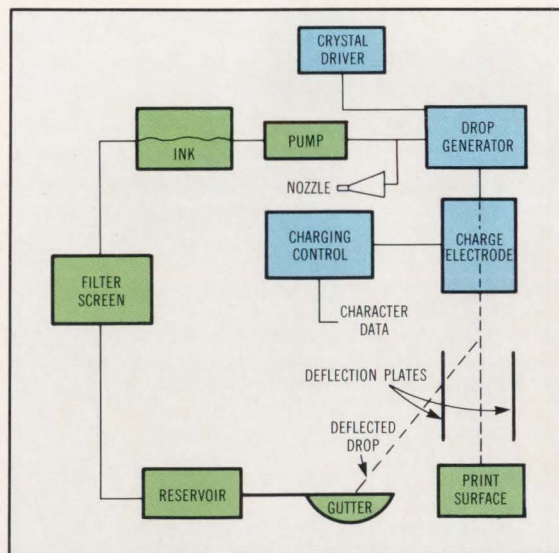 CRYSTAL
DRIVER
INK
PUMP
DROP
GENERATOR
NOZZLE
CHARGING
CONTROL
CHARGE
ELECTRODE
FILTER
SCREEN
CHARACTER
DATA
DEFLECTION PLATES
DEFLECTED
DROP
RESERVOIR
GUTTER
PRINT
SURFACE